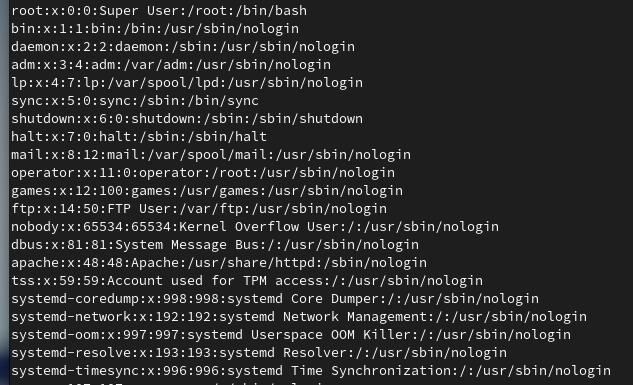 root:x:0:0:Super User:/root:/bin/bash
bin:x:1:1:bin:/bin:/usr/sbin/nologin
daemon:x:2:2:daemon:/sbin:/usr/sbin/nologin
adm:x:3:4:adm:/var/adm:/usr/sbin/nologin
lp:x:4:7:lp:/var/spool/lpd:/usr/sbin/nologin
sync:x:5:0:sync:/sbin:/bin/sync
shutdown:x:6:0:shutdown:/sbin:/sbin/shutdown
halt:x:7:0:halt:/sbin:/sbin/halt
mail:x:8:12:mail:/var/spool/mail:/usr/sbin/nologin
operator:x:11:0:operator:/root:/usr/sbin/nologin
games:x:12:100:games:/usr/games:/usr/sbin/nologin
ftp:x:14:50:FTP User:/var/ftp:/usr/sbin/nologin
nobody:x:65534:65534:Kernel Overflow User:/:/usr/sbin/nologin
dbus:x:81:81:System Message Bus:/:/usr/sbin/nologin
apache:x:48:48:Apache:/usr/share/httpd:/sbin/nologin
tss:x:59:59:Account used for TPM access:/:/usr/sbin/nologin
systemd-coredump:x:998:998:systemd Core Dumper:/:/usr/sbin/nologin
systemd-network:x:192:192:systemd Network Management:/:/usr/sbin/nologin
systemd-oom:x:997:997:systemd Userspace OOM Killer:/:/usr/sbin/nologin
systemd-resolve:x:193:193:systemd Resolver:/:/usr/sbin/nologin
systemd-timesync:x:996:996:systemd Time Synchronization:/:/usr/sbin/nologin